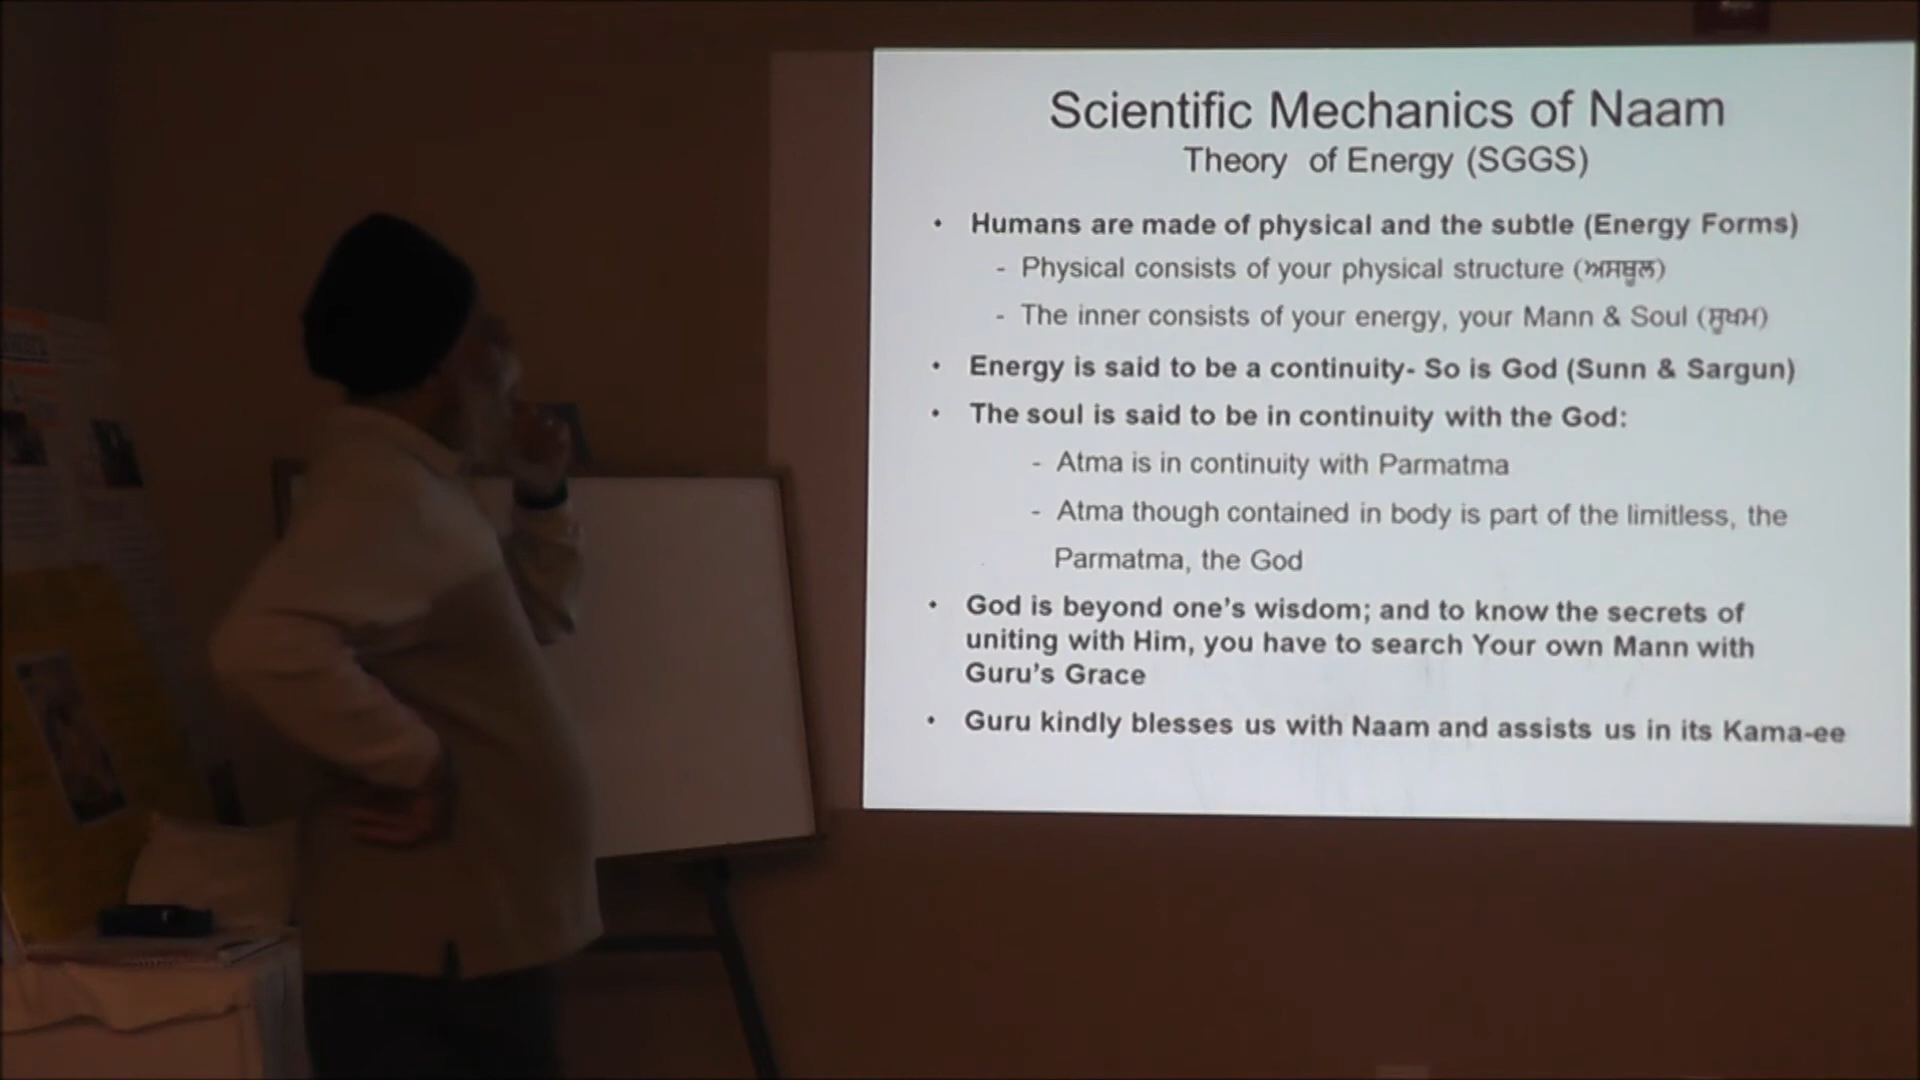 Scientific Mechanics of Naam
Theory of Energy (SGGS)
• Humans are made of physical and the subtle (Energy Forms)
- Physical consists of your physical structure (ਅਸਥੂਲ)
- The inner consists of your energy, your Mann & Soul (ਸੂਖਮ)
• Energy is said to be a continuity- So is God (Sunn & Sargun)
• The soul is said to be in continuity with the God:
- Atma is in continuity with Parmatma
- Atma though contained in body is part of the limitless, the
Parmatma, the God
• God is beyond one's wisdom; and to know the secrets of
uniting with Him, you have to search Your own Mann with
Guru's Grace
• Guru kindly blesses us with Naam and assists us in its Kama-ee